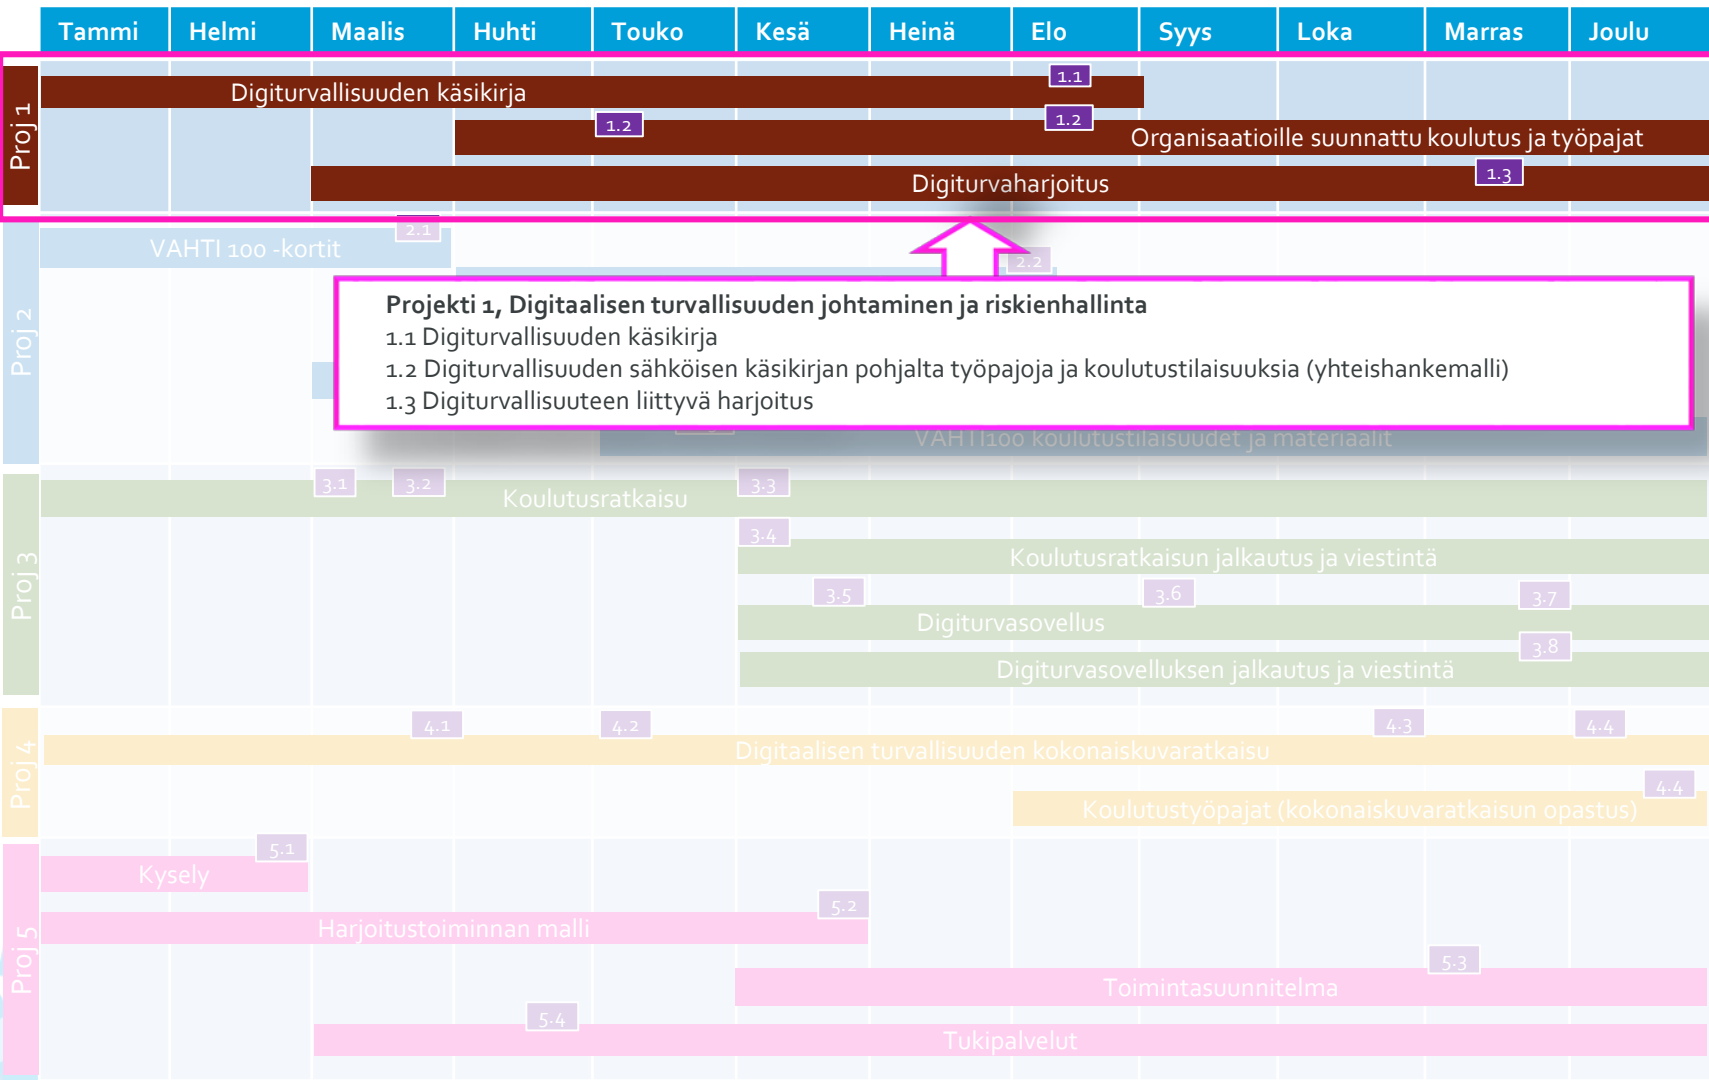 Tammi Helmi Maalis Huhti Touko Kesä Heinä Elo Syys Loka Marras Joulu
Proj 1
1.1
Digiturvallisuuden käsikirja
1.2 1.2
Organisaatioille suunnattu koulutus ja työpajat
1.3
Digiturvaharjoitus
Proj 2
2.1
VAHTI 100 -kortit
2.2
Projekti 1, Digitaalisen turvallisuuden johtaminen ja riskienhallinta
1.1 Digiturvallisuuden käsikirja
1.2 Digiturvallisuuden sähköisen käsikirjan pohjalta työpajoja ja koulutustilaisuuksia (yhteishankemalli)
1.3 Digiturvallisuuteen liittyvä harjoitus
VAHTI100 koulutustilaisuudet ja materiaalit
Proj 3
3.1 3.2 3.3
Koulutusratkaisu
3.4
Koulutusratkaisun jalkautus ja viestintä
3.5 3.6 3.7
Digiturvasovellus
3.8
Digiturvasovelluksen jalkautus ja viestintä
Proj 4
4.1 4.2 4.3 4.4
Digitaalisen turvallisuuden kokonaiskuvaratkaisu
4.4
Koulutustyöpajat (kokonaiskuvaratkaisun opastus)
Proj 5
5.1
Kysely
5.2
Harjoitustoiminnan malli
5.3
Toimintasuunnitelma
5.4
Tukipalvelut